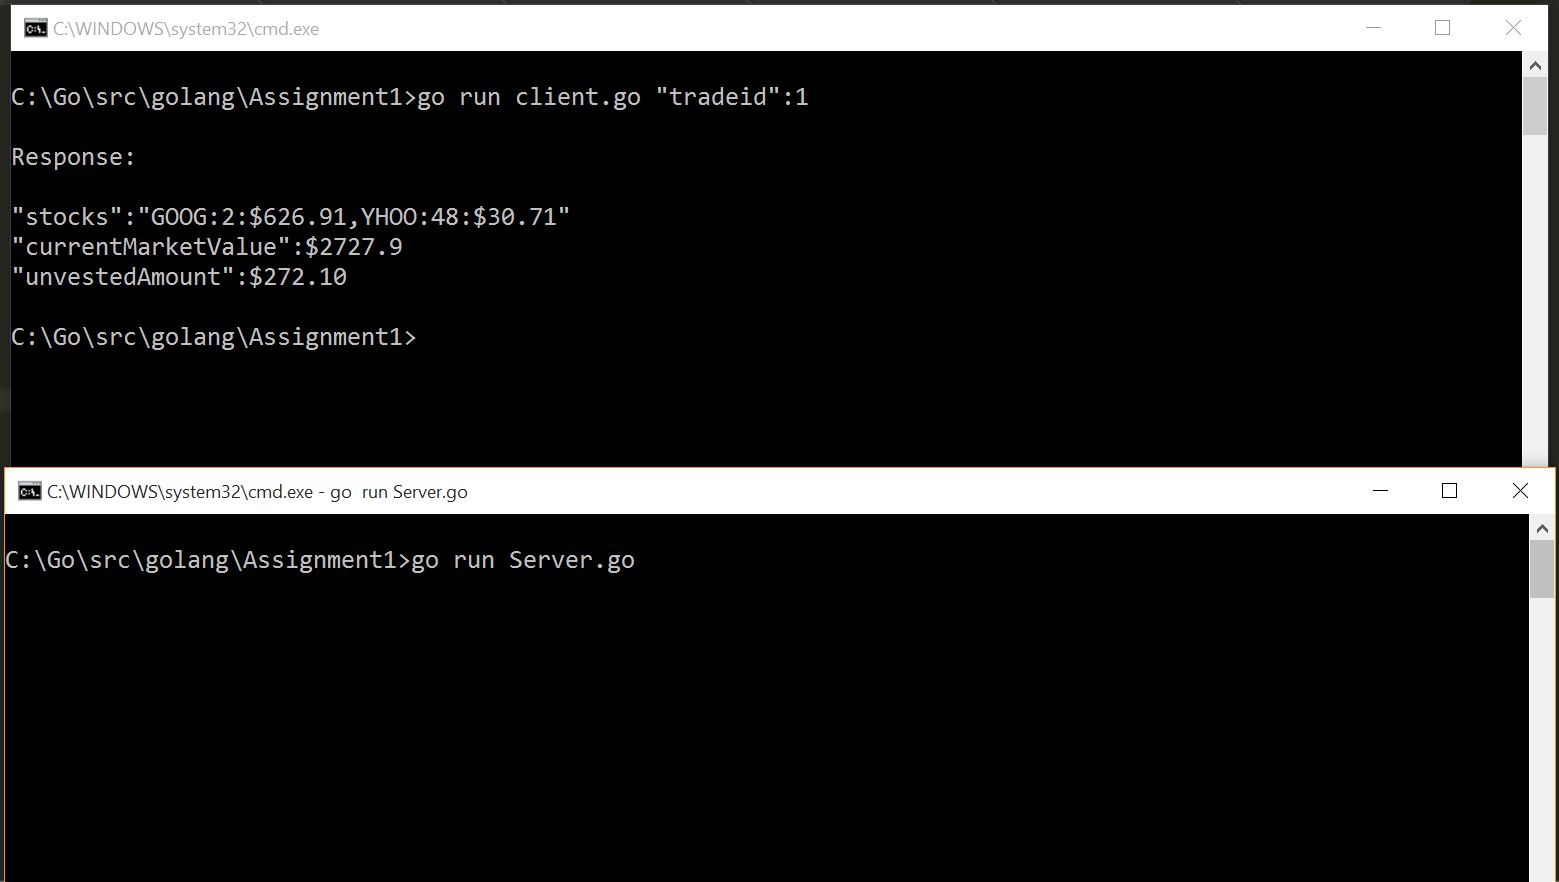 C:\WINDOWS\system32\cmd.exe
C:\Go\src\golang\Assignment1>go run client.go "tradeid":1
Response:
"stocks":"GOOG:2:$626.91,YHOO:48:$30.71"
"currentMarketValue":$2727.9
"unvestedAmount":$272.10
C:\Go\src\golang\Assignment1>
C:\WINDOWS\system32\cmd.exe - go  run Server.go
C:\Go\src\golang\Assignment1>go run Server.go